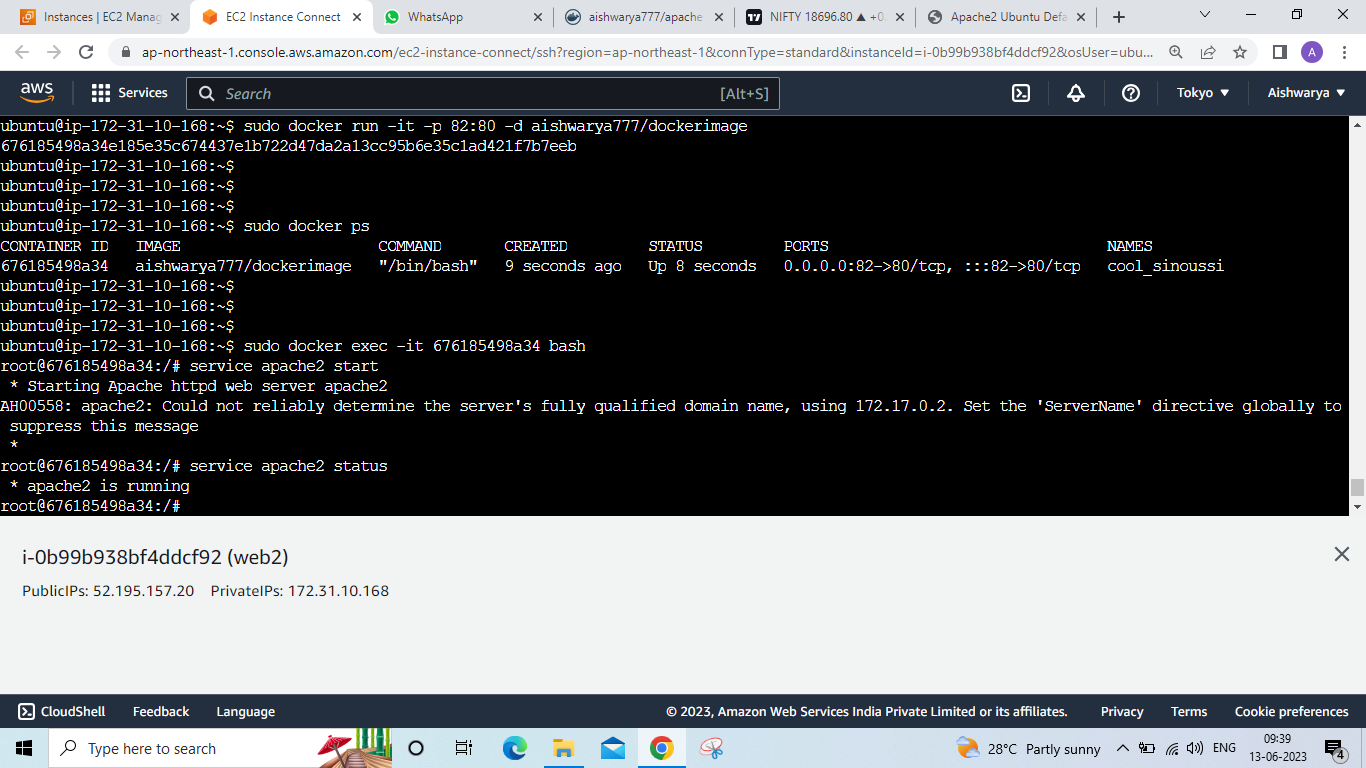 Instances | EC2 Manag
EC2 Instance Connect
WhatsApp
aishwarya777/apache
NIFTY 18696.80 ▲ +0.
Apache2 Ubuntu Defa
ap-northeast-1.console.aws.amazon.com/ec2-instance-connect/ssh?region=ap-northeast-1&connType=standard&instanceId=i-0b99b938bf4ddcf92&osUser=ubu...
A
aws
Services
Search
[Alt+S]
Tokyo ▼
Aishwarya ▼
ubuntu@ip-172-31-10-168:~$ sudo docker run -it -p 82:80 -d aishwarya777/dockerimage
676185498a34e185e35c674437e1b722d47da2a13cc95b6e35c1ad421f7b7eeb
ubuntu@ip-172-31-10-168:~$
ubuntu@ip-172-31-10-168:~$
ubuntu@ip-172-31-10-168:~$
ubuntu@ip-172-31-10-168:~$ sudo docker ps
CONTAINER ID   IMAGE                      COMMAND       CREATED         STATUS         PORTS                               NAMES
676185498a34   aishwarya777/dockerimage   "/bin/bash"   9 seconds ago   Up 8 seconds   0.0.0.0:82->80/tcp, :::82->80/tcp   cool_sinoussi
ubuntu@ip-172-31-10-168:~$
ubuntu@ip-172-31-10-168:~$
ubuntu@ip-172-31-10-168:~$
ubuntu@ip-172-31-10-168:~$ sudo docker exec -it 676185498a34 bash
root@676185498a34:/# service apache2 start
 * Starting Apache httpd web server apache2
AH00558: apache2: Could not reliably determine the server's fully qualified domain name, using 172.17.0.2. Set the 'ServerName' directive globally to
 suppress this message
 *
root@676185498a34:/# service apache2 status
 * apache2 is running
root@676185498a34:/#
i-0b99b938bf4ddcf92 (web2)
PublicIPs: 52.195.157.20    PrivateIPs: 172.31.10.168
CloudShell
Feedback
Language
© 2023, Amazon Web Services India Private Limited or its affiliates.
Privacy
Terms
Cookie preferences
Type here to search
28°C Partly sunny
ENG
09:39
13-06-2023
4